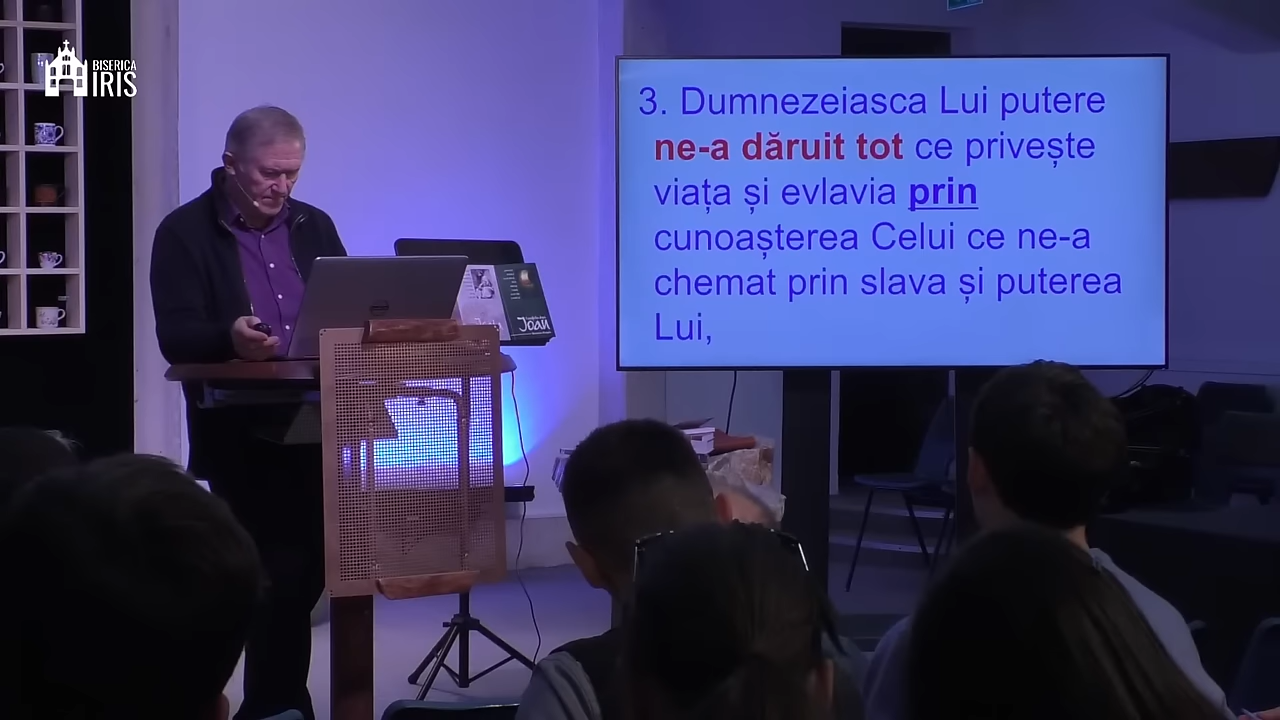 BISERICA
IRIS
3. Dumnezeiasca Lui putere
ne-a dăruit tot ce privește
viața și evlavia prin
cunoașterea Celui ce ne-a
chemat prin slava și puterea
Lui,
Ioan